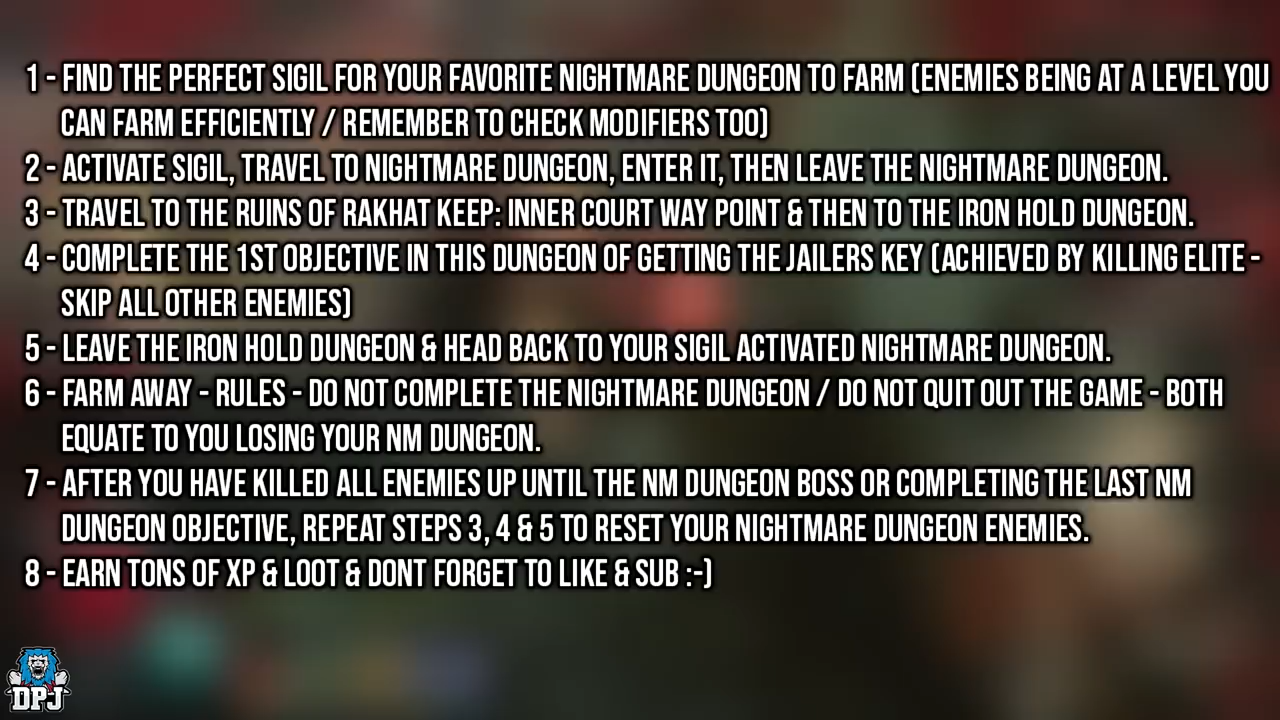 1 - FIND THE PERFECT SIGIL FOR YOUR FAVORITE NIGHTMARE DUNGEON TO FARM (ENEMIES BEING AT A LEVEL YOU
CAN FARM EFFICIENTLY / REMEMBER TO CHECK MODIFIERS TOO)
2 - ACTIVATE SIGIL, TRAVEL TO NIGHTMARE DUNGEON, ENTER IT, THEN LEAVE THE NIGHTMARE DUNGEON.
3 - TRAVEL TO THE RUINS OF RAKHAT KEEP: INNER COURT WAY POINT & THEN TO THE IRON HOLD DUNGEON.
4 - COMPLETE THE 1ST OBJECTIVE IN THIS DUNGEON OF GETTING THE JAILERS KEY (ACHIEVED BY KILLING ELITE -
SKIP ALL OTHER ENEMIES)
5 - LEAVE THE IRON HOLD DUNGEON & HEAD BACK TO YOUR SIGIL ACTIVATED NIGHTMARE DUNGEON.
6 - FARM AWAY - RULES - DO NOT COMPLETE THE NIGHTMARE DUNGEON / DO NOT QUIT OUT THE GAME - BOTH
EQUATE TO YOU LOSING YOUR NM DUNGEON.
7 - AFTER YOU HAVE KILLED ALL ENEMIES UP UNTIL THE NM DUNGEON BOSS OR COMPLETING THE LAST NM
DUNGEON OBJECTIVE, REPEAT STEPS 3, 4 & 5 TO RESET YOUR NIGHTMARE DUNGEON ENEMIES.
8 - EARN TONS OF XP & LOOT & DONT FORGET TO LIKE & SUB :-)
DPJ